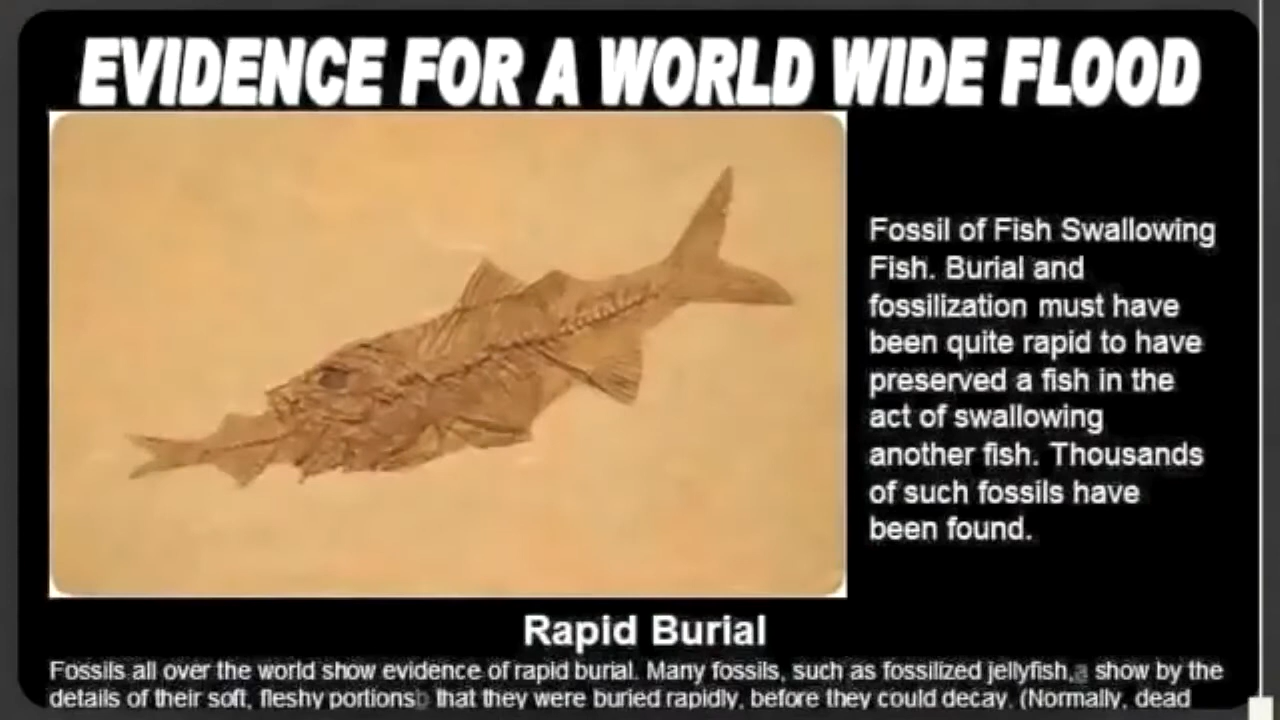 EVIDENCE FOR A WORLD WIDE FLOOD
Fossil of Fish Swallowing
Fish. Burial and
fossilization must have
been quite rapid to have
preserved a fish in the
act of swallowing
another fish. Thousands
of such fossils have
been found.
Rapid Burial
Fossils all over the world show evidence of rapid burial. Many fossils, such as fossilized jellyfish,a show by the
details of their soft, fleshy portionsb that they were buried rapidly, before they could decay. (Normally, dead